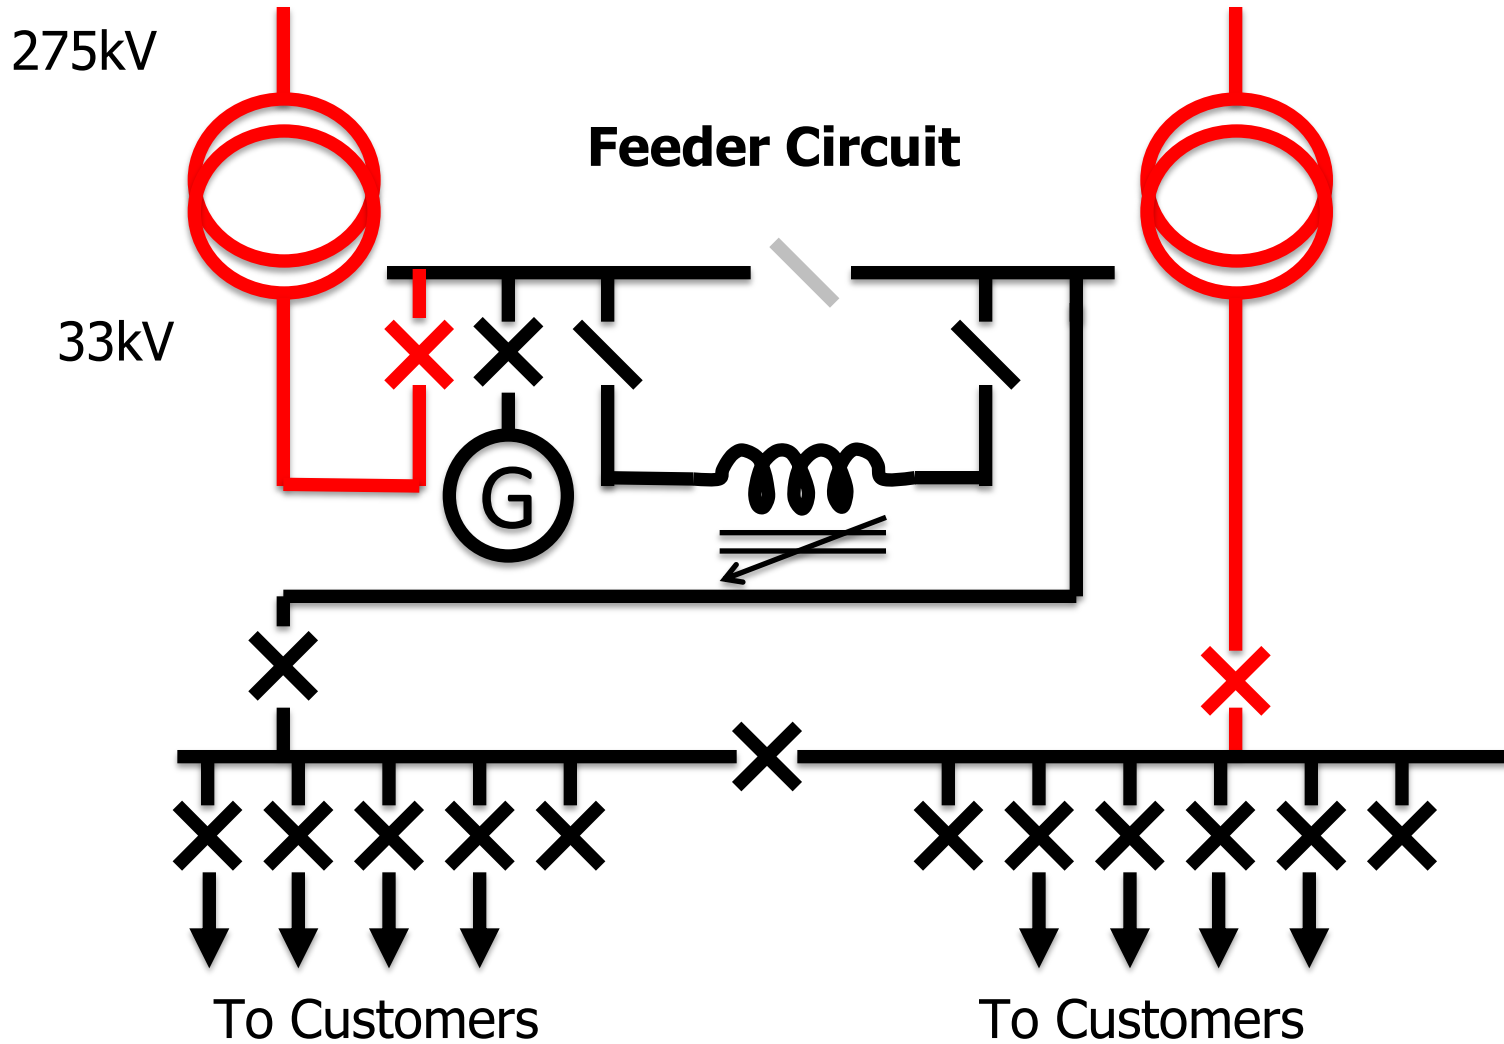 275kV
Feeder Circuit
33kV
G
To Customers
To Customers